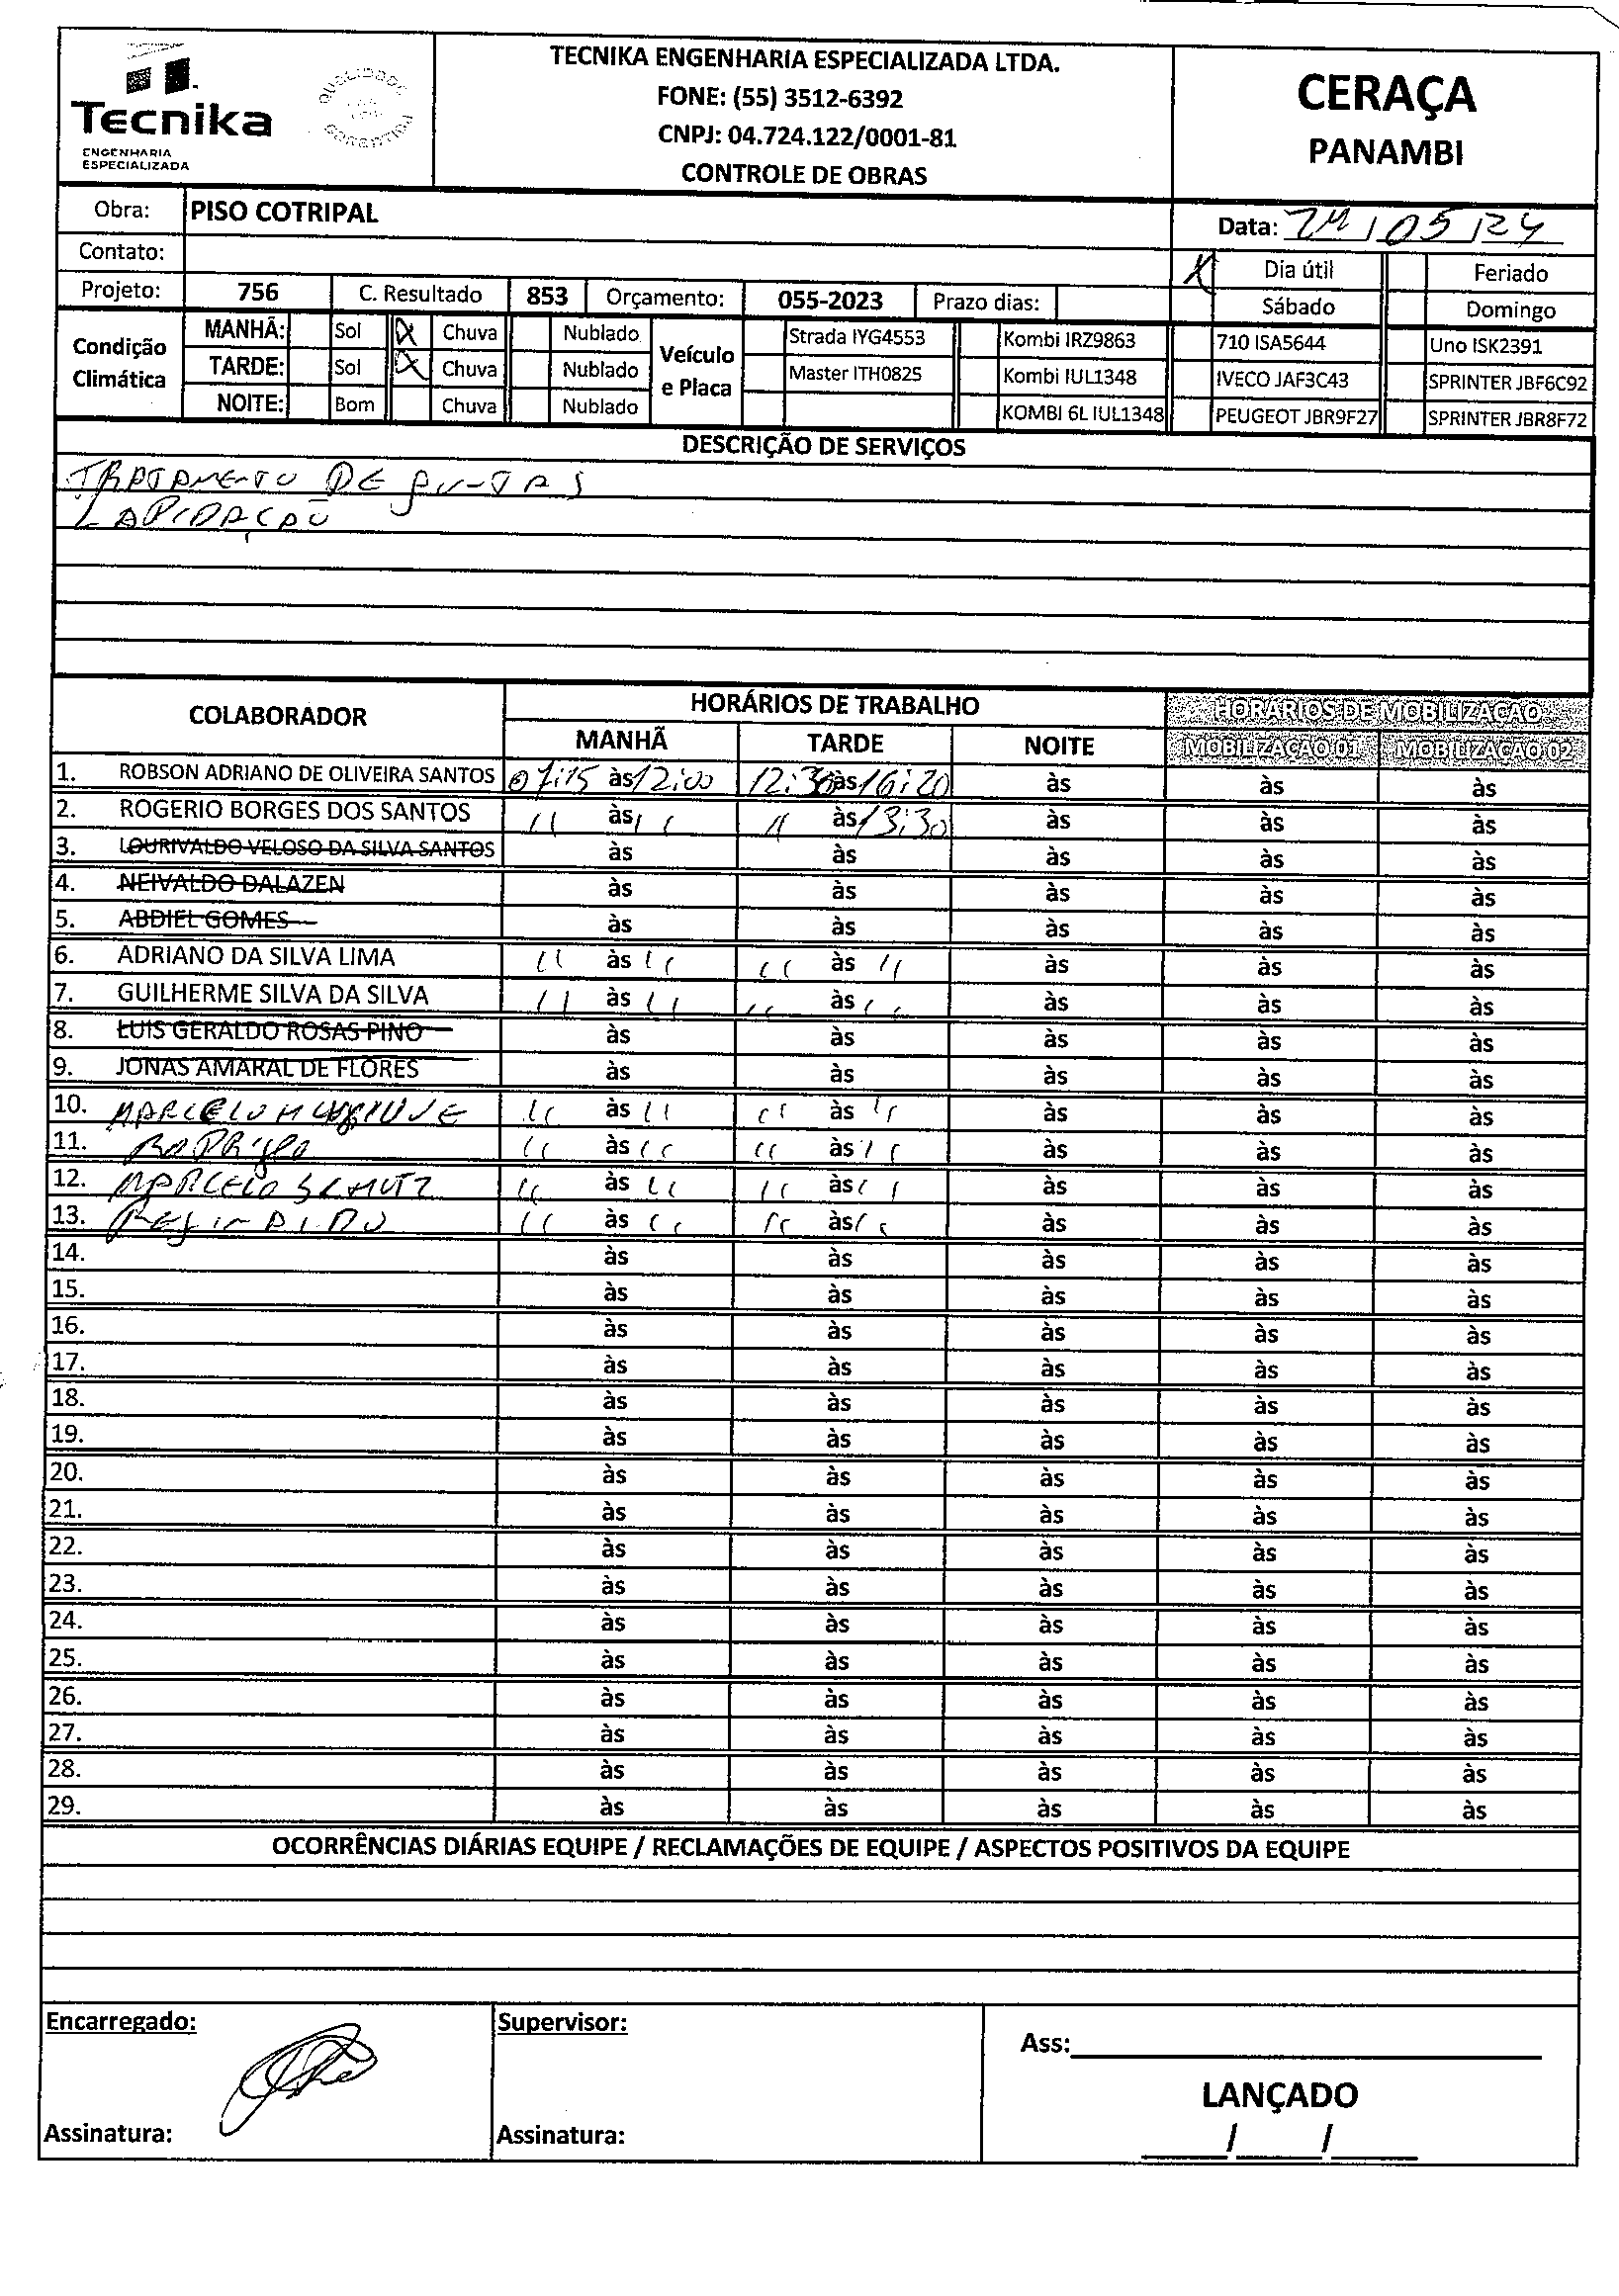 Tecnika
ENGENHARIA
ESPECIALIZADA
QUALIDADE
GARANTIDA
TECNIKA ENGENHARIA ESPECIALIZADA LTDA.
FONE: (55) 3512-6392
CNPJ: 04.724.122/0001-81
CONTROLE DE OBRAS
CERAÇA
PANAMBI
Obra: PISO COTRIPAL
Data: 24/05/24
Contato:
X Dia útil Feriado
Projeto: 756 C. Resultado 853 Orçamento: 055-2023 Prazo dias:
Sábado Domingo
Condição Climática
MANHÃ: Sol X Chuva Nublado
TARDE: Sol X Chuva Nublado
NOITE: Bom Chuva Nublado
Veículo e Placa
Strada IYG4553 Kombi IRZ9863 710 ISA5644 Uno ISK2391
Master ITH0825 Kombi IUL1348 IVECO JAF3C43 SPRINTER JBF6C92
KOMBI 6L IUL1348 PEUGEOT JBR9F27 SPRINTER JBR8F72
DESCRIÇÃO DE SERVIÇOS
TRATAMENTO DE JUNTAS
LAPIDAÇÃO
COLABORADOR HORÁRIOS DE TRABALHO HORÁRIOS DE MOBILIZAÇÃO
MANHÃ TARDE NOITE MOBILIZAÇÃO 01 MOBILIZAÇÃO 02
1. ROBSON ADRIANO DE OLIVEIRA SANTOS 07:15 às 12:00 12:30 às 16:20 às às às
2. ROGERIO BORGES DOS SANTOS " às " " às 13:30 às às às
3. LOURIVALDO VELOSO DA SILVA SANTOS às às às às às
4. NEIVALDO DALAZEN às às às às às
5. ABDIEL GOMES às às às às às
6. ADRIANO DA SILVA LIMA " às " " às " às às às
7. GUILHERME SILVA DA SILVA " às " " às " às às às
8. LUIS GERALDO ROSAS PINO às às às às às
9. JONAS AMARAL DE FLORES às às às às às
10. MARCELO " às " " às " às às às
11. RODRIGO " às " " às " às às às
12. MARCELO SCHUTZ " às " " às " às às às
13. REGINALDO " às " " às " às às às
14. às às às às às
15. às às às às às
16. às às às às às
17. às às às às às
18. às às às às às
19. às às às às às
20. às às às às às
21. às às às às às
22. às às às às às
23. às às às às às
24. às às às às às
25. às às às às às
26. às às às às às
27. às às às às às
28. às às às às às
29. às às às às às
OCORRÊNCIAS DIÁRIAS EQUIPE / RECLAMAÇÕES DE EQUIPE / ASPECTOS POSITIVOS DA EQUIPE
Encarregado: Supervisor:
Ass:
LANÇADO
Assinatura: Assinatura:
/ /